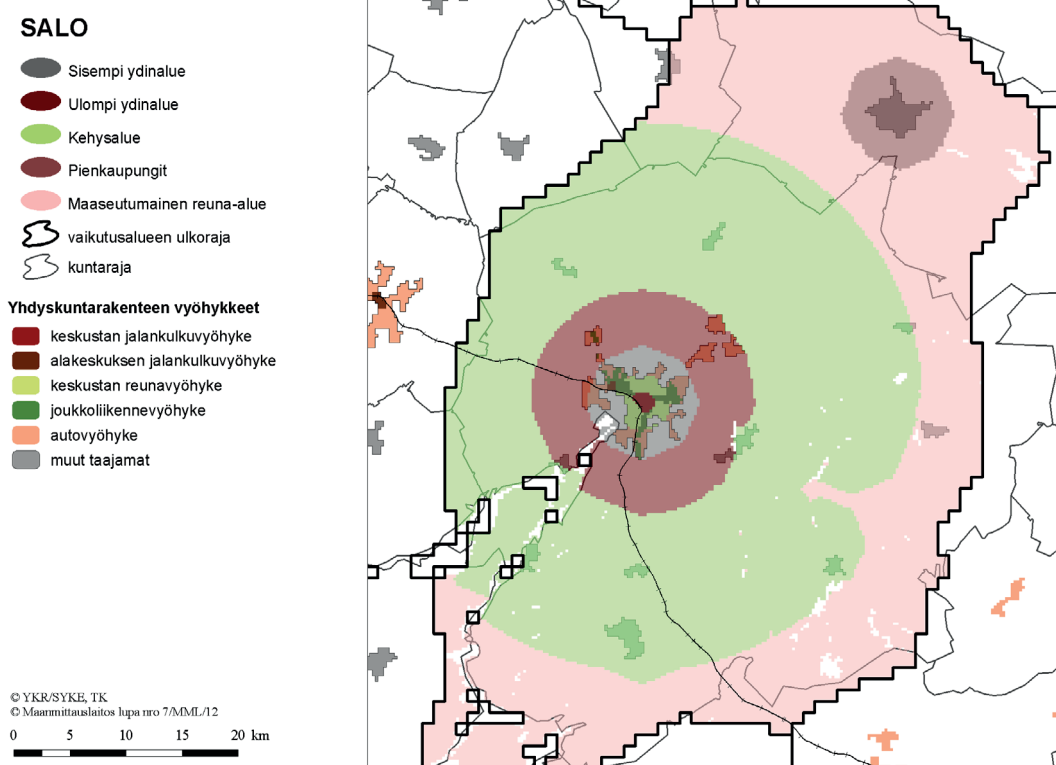 SALO
Sisempi ydinalue
Ulompi ydinalue
Kehysalue
Pienkaupungit
Maaseutumainen reuna-alue
vaikutusalueen ulkoraja
kuntaraja
Yhdyskuntarakenteen vyöhykkeet
keskustan jalankulkuvyöhyke
alakeskuksen jalankulkuvyöhyke
keskustan reunavyöhyke
joukkoliikennevyöhyke
autovyöhyke
muut taajamat
© YKR/SYKE, TK
© Maanmittauslaitos lupa nro 7/MML/12
0 5 10 15 20 km